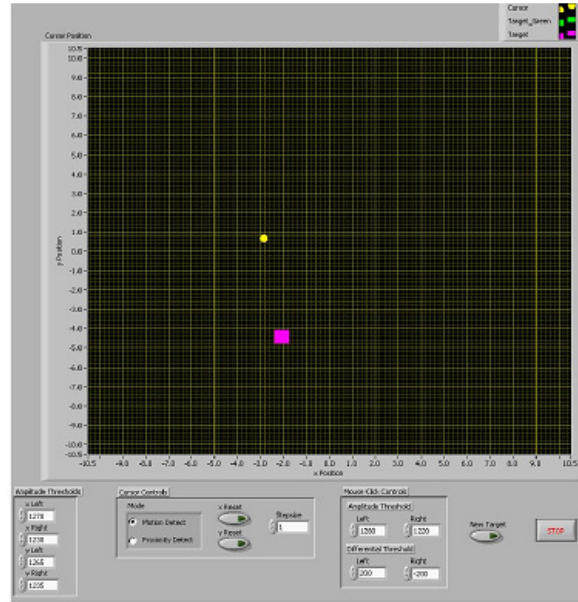 Cursor
Target_Green
Target
Cursor Position
10.5
10.0
9.0
8.0
7.0
6.0
5.0
4.0
3.0
2.0
1.0
0.0
-1.0
-2.0
-3.0
-4.0
-5.0
-6.0
-7.0
-8.0
-9.0
-10.0
-10.5
y Position
-10.5 -9.0 -8.0 -7.0 -6.0 -5.0 -4.0 -3.0 -2.0 -1.0 0.0 1.0 2.0 3.0 4.0 5.0 6.0 7.0 8.0 9.0 10.5
x Position
Amplitude Thresholds
x Left
1270
x Right
1230
y Left
1265
y Right
1235
Cursor Controls
Mode
Motion Detect
Proximity Detect
x Reset
y Reset
Stepsize
1
Mouse-Click Controls
Amplitude Threshold
Left Right
1280 1220
Differential Threshold
Left Right
200 -200
New Target
STOP